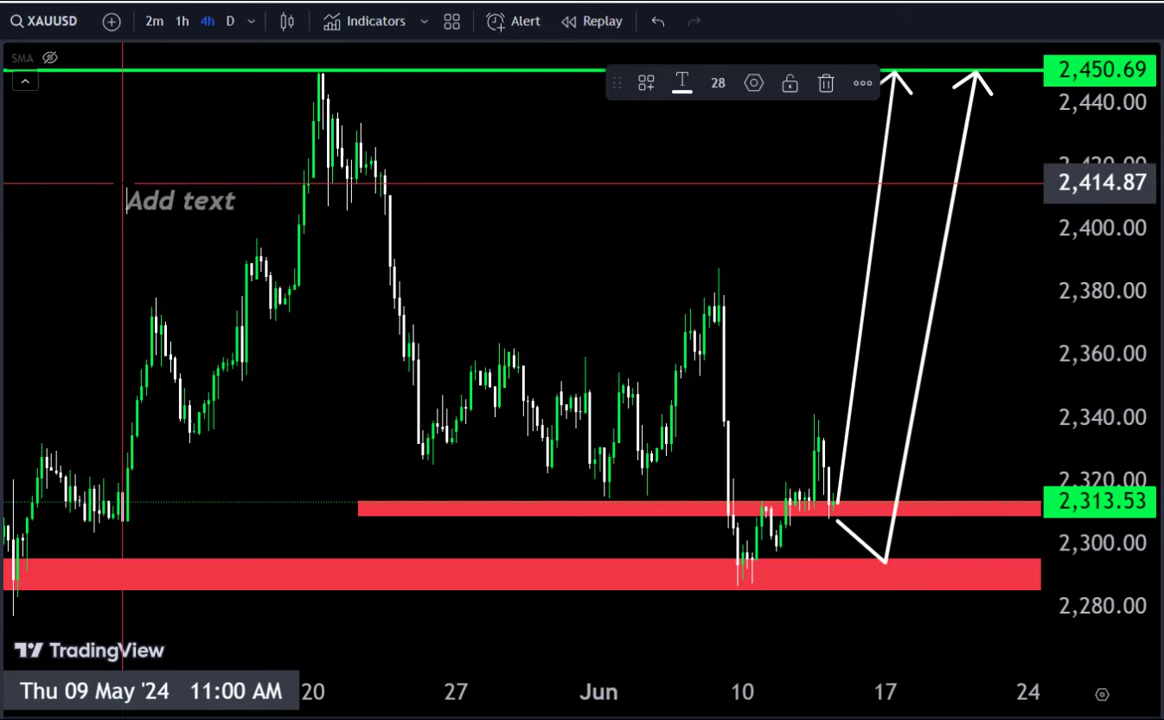 XAUUSD 2m 1h 4h D Indicators Alert Replay
SMA
28
2,450.69
2,440.00
2,420.00
2,414.87
Add text
2,400.00
2,380.00
2,360.00
2,340.00
2,320.00
2,313.53
2,300.00
2,280.00
TradingView
Thu 09 May '24 11:00 AM 20 27 Jun 10 17 24